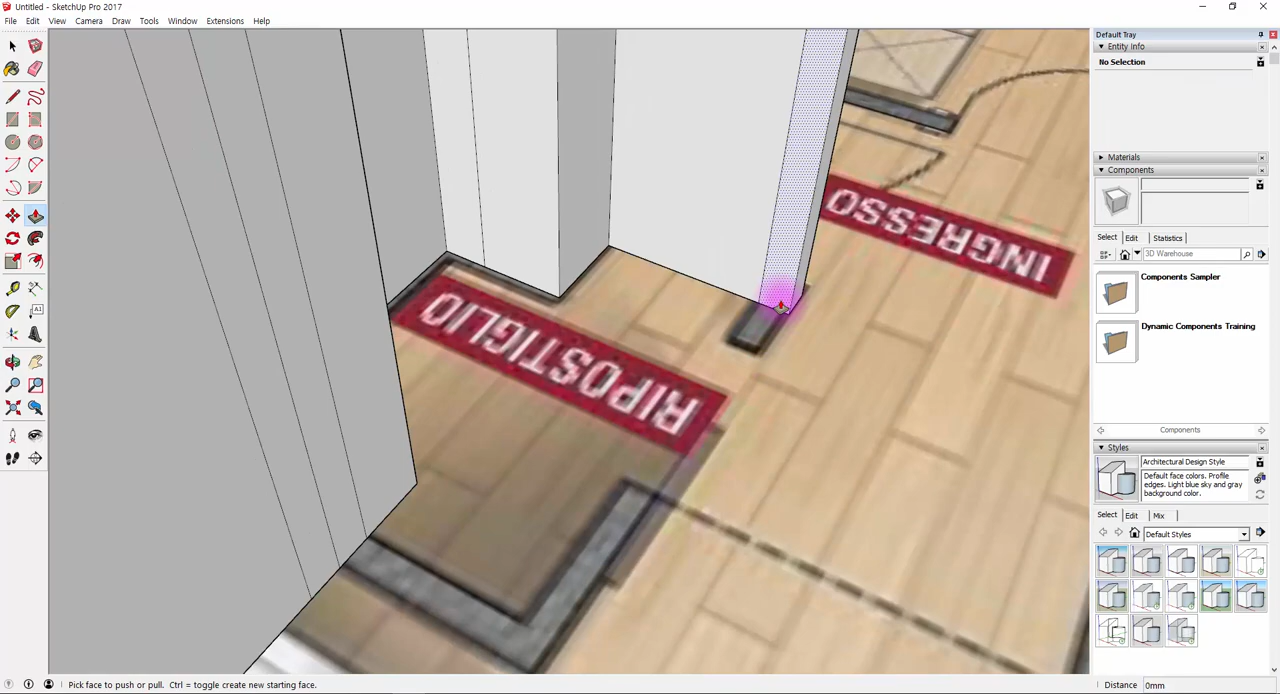 Untitled - SketchUp Pro 2017
File Edit View Camera Draw Tools Window Extensions Help
Default Tray
Entity Info
No Selection
Materials
Components
Select Edit Statistics
3D Warehouse
Components Sampler
Dynamic Components Training
Components
Styles
Architectural Design Style
Default face colors. Profile
edges. Light blue sky and gray
background color.
Select Edit Mix
Default Styles
INGRESSO
RIPOSTIGLIO
Pick face to push or pull. Ctrl = toggle create new starting face.
Distance 0mm